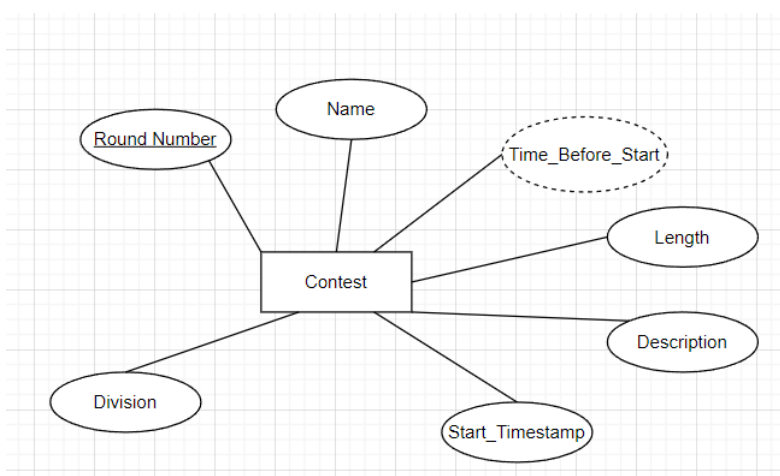 Name
Round Number
Time_Before_Start
Length
Contest
Description
Division
Start_Timestamp